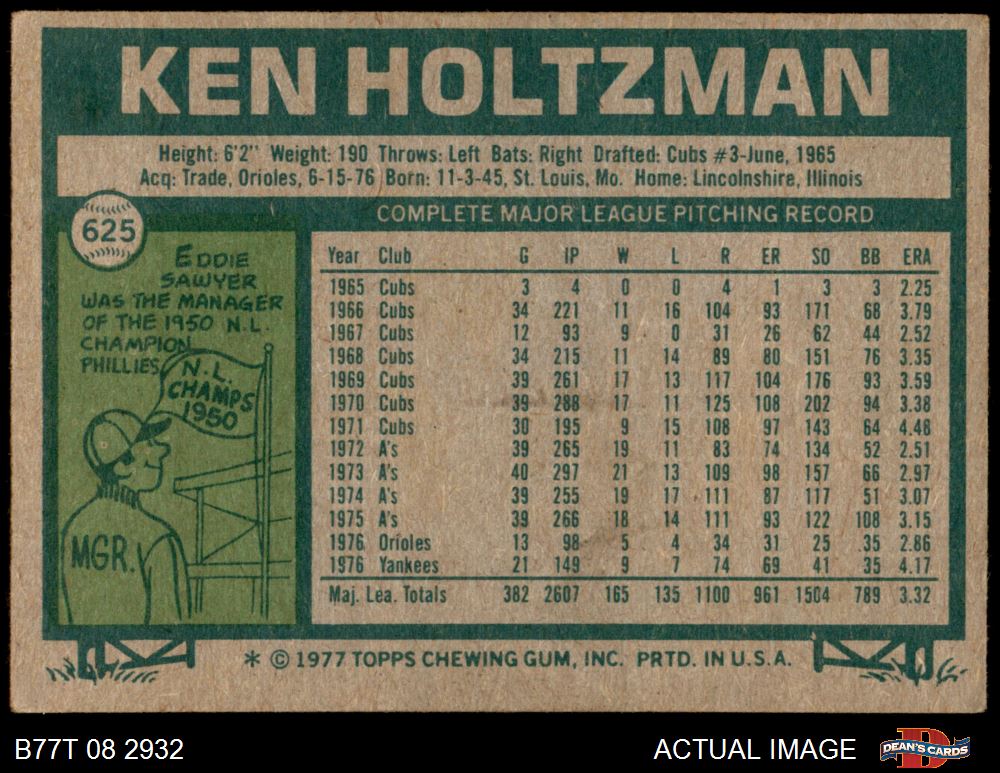 KEN HOLTZMAN
Height: 6'2" Weight: 190 Throws: Left Bats: Right Drafted: Cubs #3-June, 1965
Acq: Trade, Orioles, 6-15-76 Born: 11-3-45, St. Louis, Mo. Home: Lincolnshire, Illinois
625
EDDIE
SAWYER
WAS THE MANAGER
OF THE 1950 N.L.
CHAMPION
PHILLIES
N.L.
CHAMPS
1950
MGR.
COMPLETE MAJOR LEAGUE PITCHING RECORD
Year Club G IP W L R ER SO BB ERA
1965 Cubs 3 4 0 0 4 1 3 3 2.25
1966 Cubs 34 221 11 16 104 93 171 68 3.79
1967 Cubs 12 93 9 0 31 26 62 44 2.52
1968 Cubs 34 215 11 14 89 80 151 76 3.35
1969 Cubs 39 261 17 13 117 104 176 93 3.59
1970 Cubs 39 288 17 11 125 108 202 94 3.38
1971 Cubs 30 195 9 15 108 97 143 64 4.48
1972 A's 39 265 19 11 83 74 134 52 2.51
1973 A's 40 297 21 13 109 98 157 66 2.97
1974 A's 39 255 19 17 111 87 117 51 3.07
1975 A's 39 266 18 14 111 93 122 108 3.15
1976 Orioles 13 98 5 4 34 31 25 35 2.86
1976 Yankees 21 149 9 7 74 69 41 35 4.17
Maj. Lea. Totals 382 2607 165 135 1100 961 1504 789 3.32
* © 1977 TOPPS CHEWING GUM, INC. PRTD. IN U.S.A.
B77T 08 2932
ACTUAL IMAGE
DEAN'S CARDS